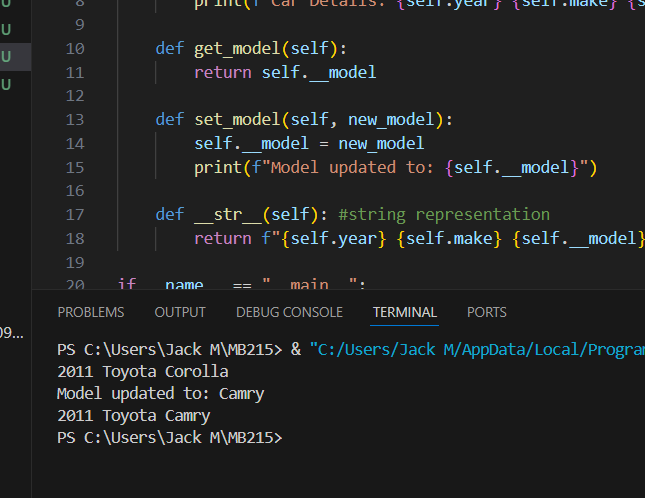 U
8 print(f"Car Details: {self.year} {self.make} {s
9
U
10 def get_model(self):
U
11 return self.__model
U
12
13 def set_model(self, new_model):
14 self.__model = new_model
15 print(f"Model updated to: {self.__model}")
16
17 def __str__(self): #string representation
18 return f"{self.year} {self.make} {self.__model}
19
20 if __name__ == "__main__":
PROBLEMS OUTPUT DEBUG CONSOLE TERMINAL PORTS
09...
PS C:\Users\Jack M\MB215> & "C:/Users/Jack M/AppData/Local/Progra
2011 Toyota Corolla
Model updated to: Camry
2011 Toyota Camry
PS C:\Users\Jack M\MB215>